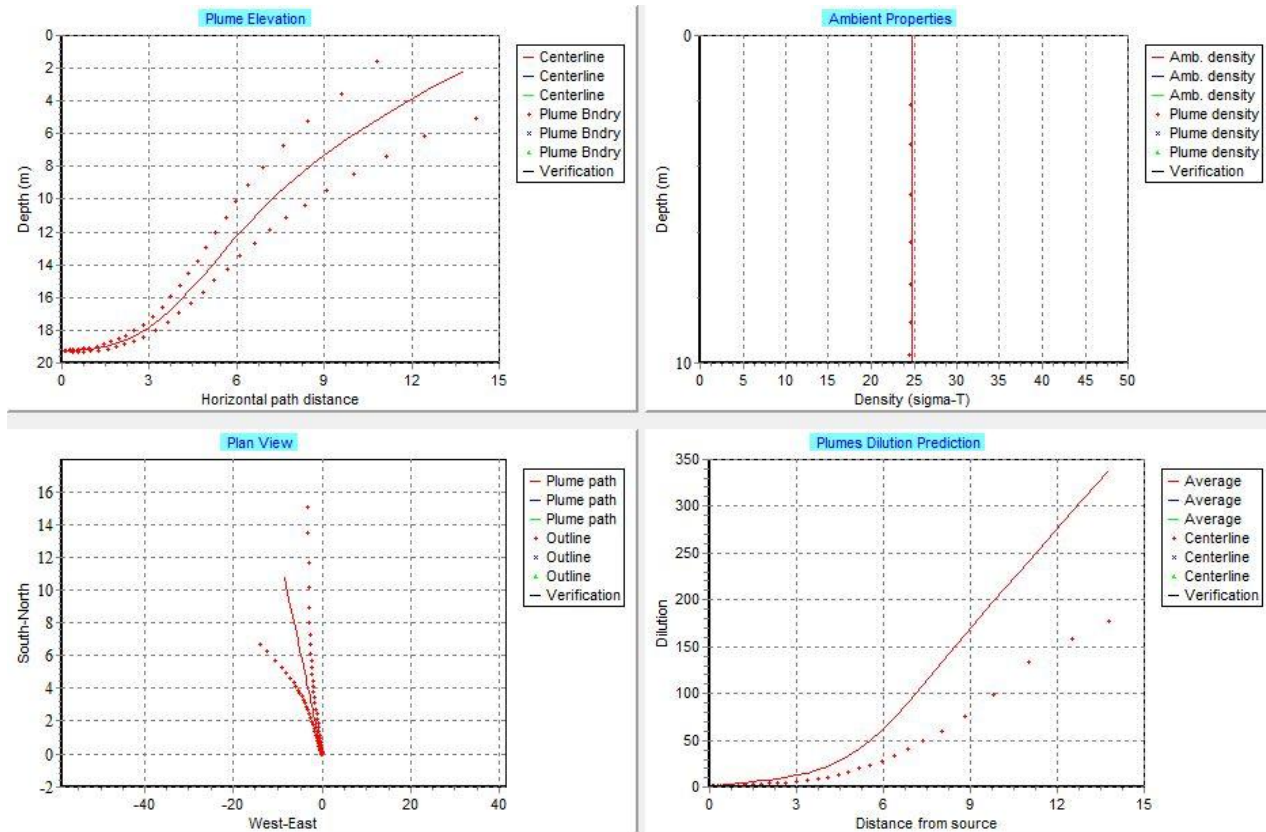 Plume Elevation
0
2
4
6
8
10
12
14
16
18
20
Depth (m)
0 3 6 9 12 15
Horizontal path distance
Centerline
Centerline
Centerline
Plume Bndry
Plume Bndry
Plume Bndry
Verification
Ambient Properties
0
10
Depth (m)
0 5 10 15 20 25 30 35 40 45 50
Density (sigma-T)
Amb. density
Amb. density
Amb. density
Plume density
Plume density
Plume density
Verification
Plan View
16
14
12
10
8
6
4
2
0
-2
South-North
-40 -20 0 20 40
West-East
Plume path
Plume path
Plume path
Outline
Outline
Outline
Verification
Plumes Dilution Prediction
350
300
250
200
150
100
50
0
Dilution
0 3 6 9 12 15
Distance from source
Average
Average
Average
Centerline
Centerline
Centerline
Verification